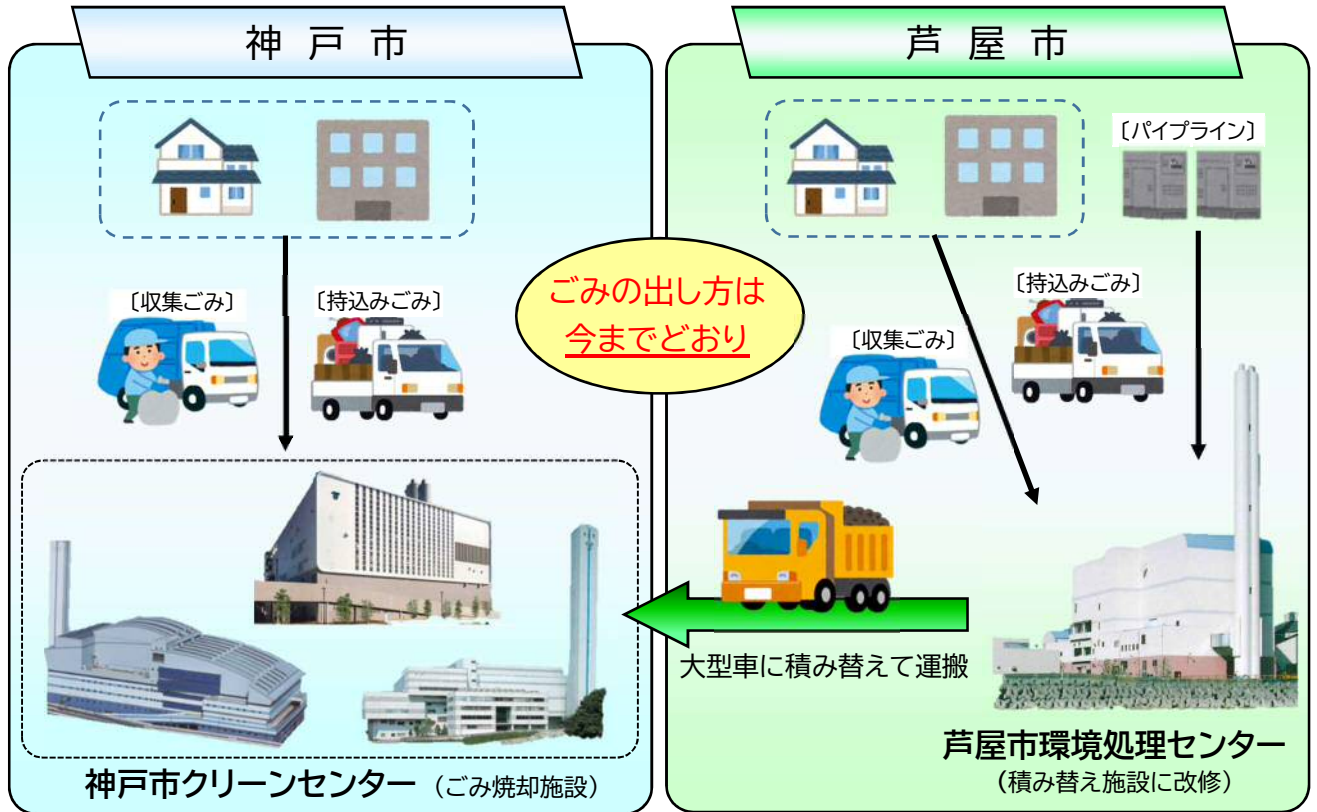 神戸市
〔収集ごみ〕
〔持込みごみ〕
神戸市クリーンセンター（ごみ焼却施設）
ごみの出し方は
今までどおり
芦屋市
〔パイプライン〕
〔持込みごみ〕
〔収集ごみ〕
大型車に積み替えて運搬
芦屋市環境処理センター
（積み替え施設に改修）